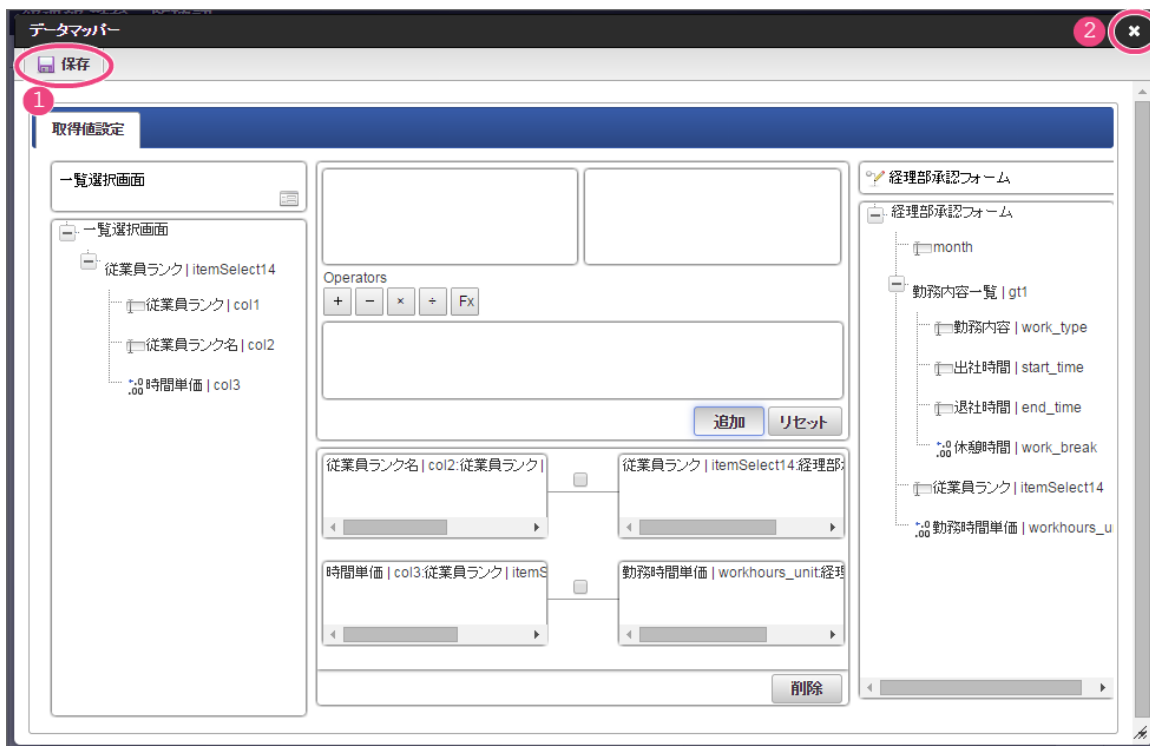 データマッパー
2
×
保存
1
取得値設定
一覧選択画面
一覧選択画面
従業員ランク | itemSelect14
従業員ランク | col1
従業員ランク名 | col2
時間単価 | col3
Operators
+ − × ÷ Fx
追加 リセット
従業員ランク名 | col2:従業員ランク |
従業員ランク | itemSelect14:経理部
時間単価 | col3:従業員ランク | itemS
勤務時間単価 | workhours_unit:経理
削除
経理部承認フォーム
経理部承認フォーム
month
勤務内容一覧 | gt1
勤務内容 | work_type
出社時間 | start_time
退社時間 | end_time
休憩時間 | work_break
従業員ランク | itemSelect14
勤務時間単価 | workhours_u